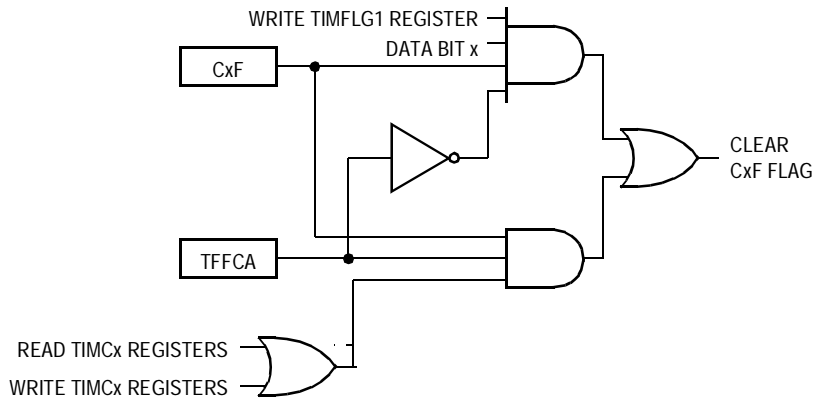 WRITE TIMFLG1 REGISTER
DATA BIT x
CxF
CLEAR
CxF FLAG
TFFCA
READ TIMCx REGISTERS
WRITE TIMCx REGISTERS